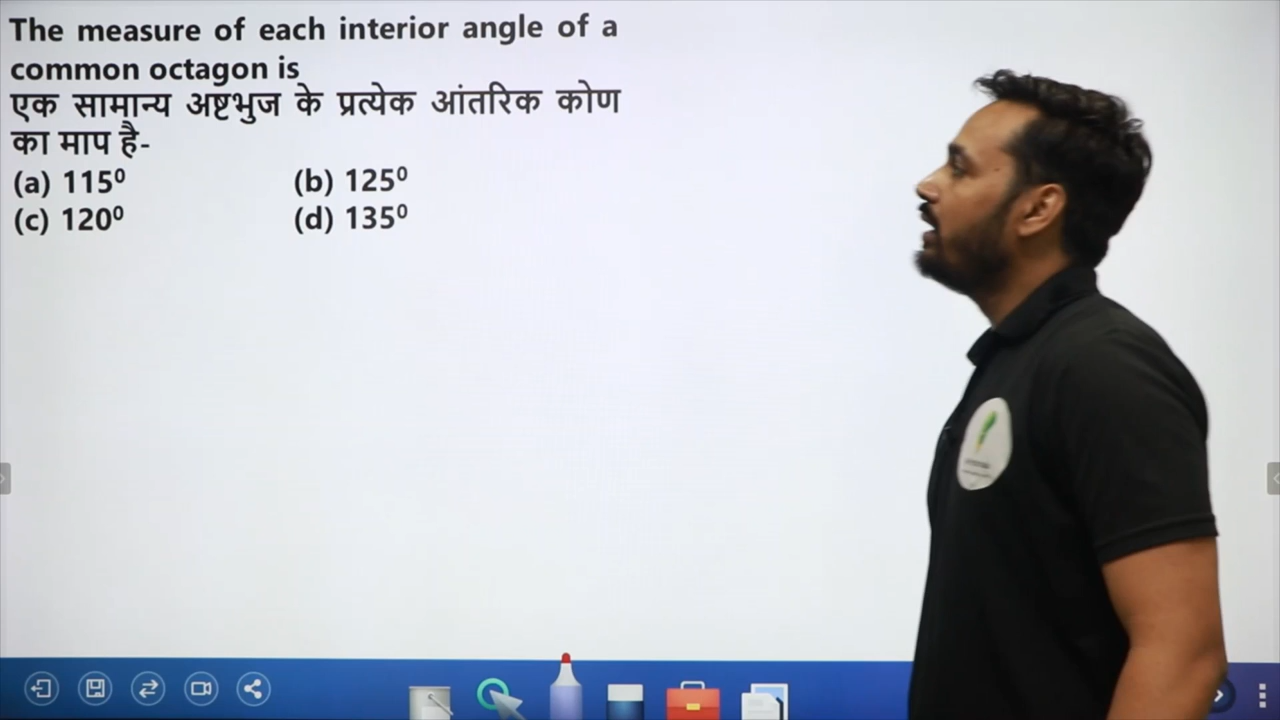 The measure of each interior angle of a
common octagon is
एक सामान्य अष्टभुज के प्रत्येक आंतरिक कोण
का माप है-
(a) 115⁰ (b) 125⁰
(c) 120⁰ (d) 135⁰